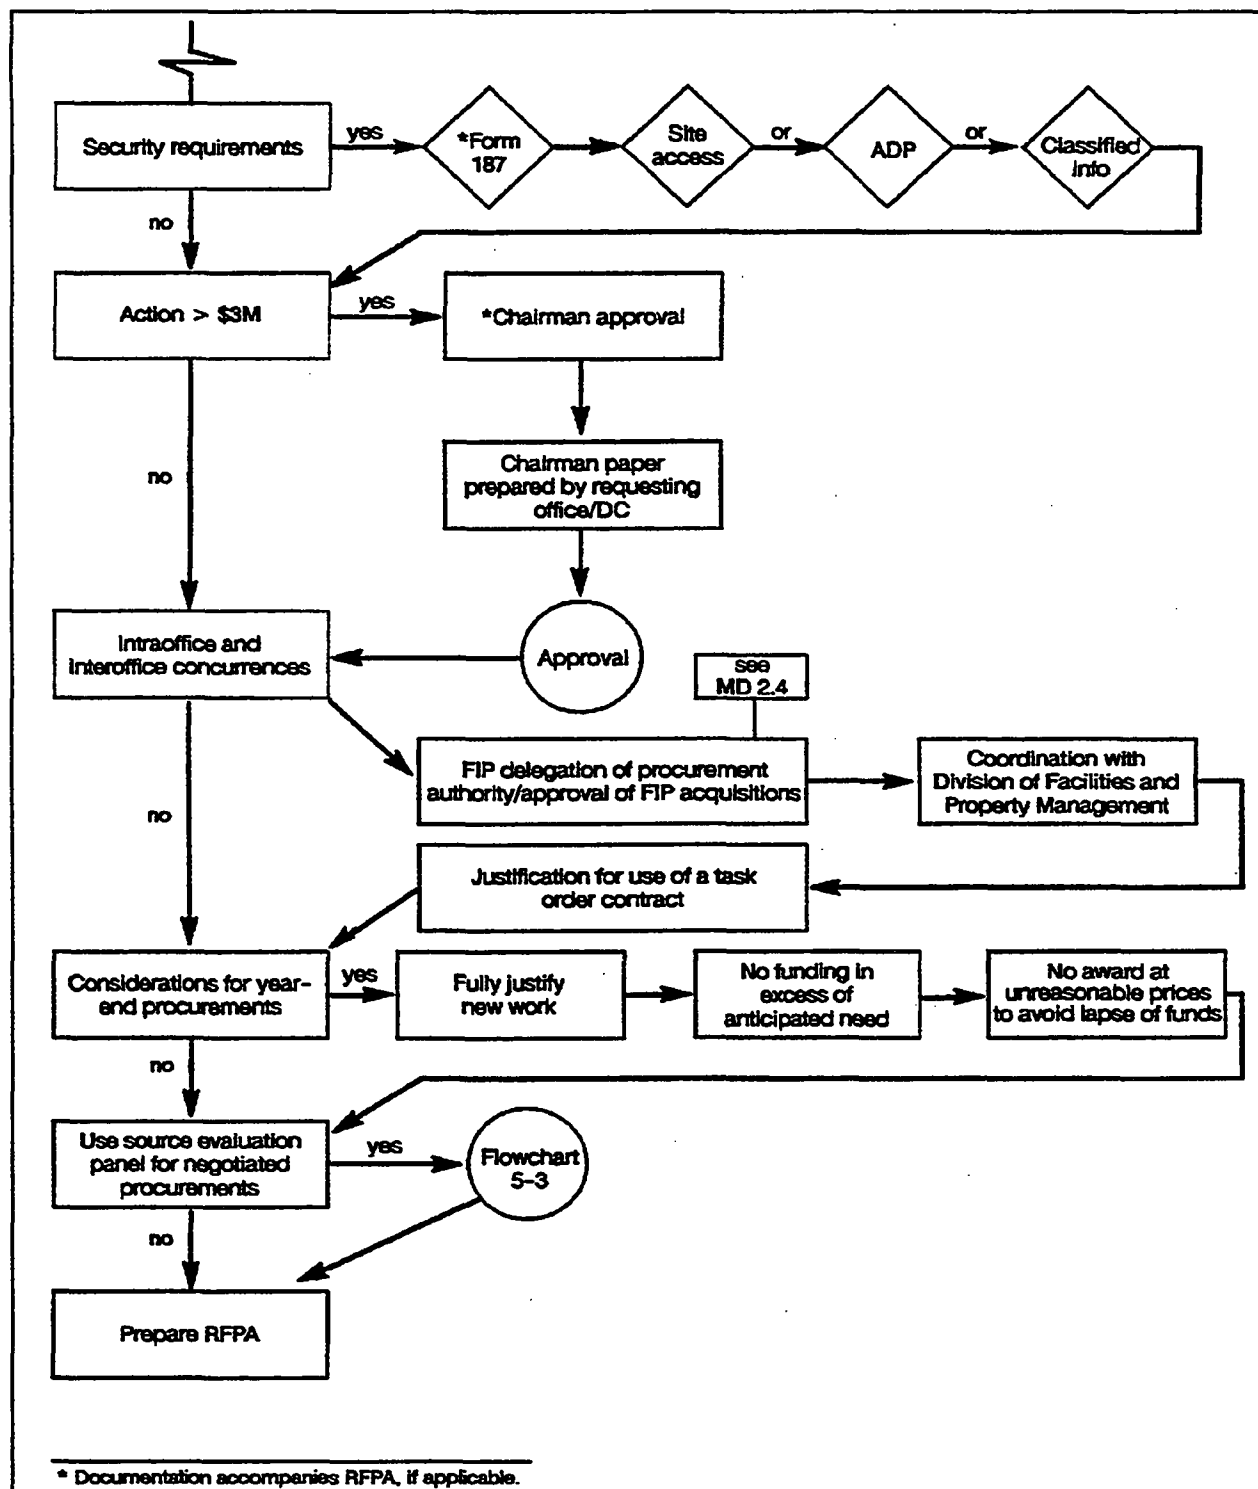 Security requirements
yes
*Form
187
Site
access
or
ADP
or
Classified
info
no
Action > $3M
yes
*Chairman approval
no
Chairman paper
prepared by requesting
office/DC
Intraoffice and
interoffice concurrences
Approval
see
MD 2.4
no
FIP delegation of procurement
authority/approval of FIP acquisitions
Coordination with
Division of Facilities and
Property Management
Justification for use of a task
order contract
Considerations for year-
end procurements
yes
Fully justify
new work
No funding in
excess of
anticipated need
No award at
unreasonable prices
to avoid lapse of funds
no
Use source evaluation
panel for negotiated
procurements
yes
Flowchart
5-3
no
Prepare RFPA
* Documentation accompanies RFPA, if applicable.